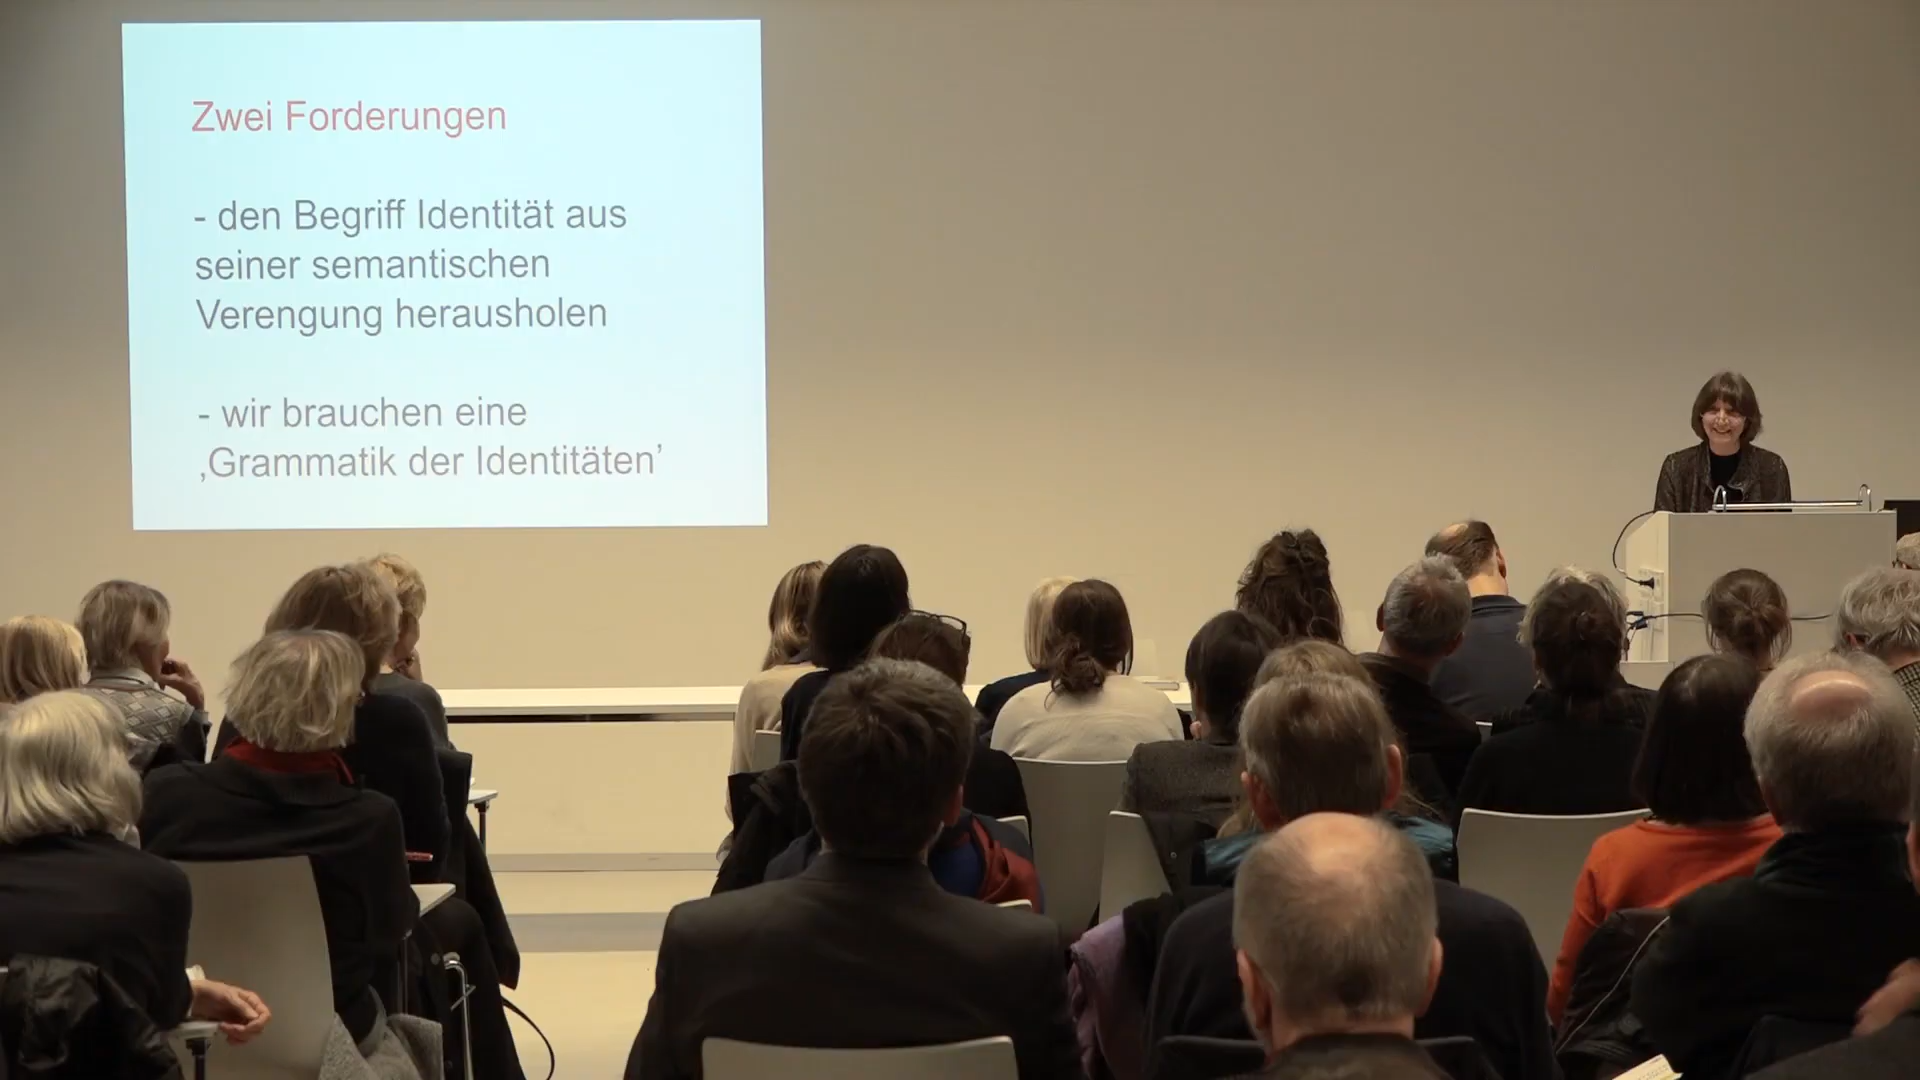 Zwei Forderungen
- den Begriff Identität aus
seiner semantischen
Verengung herausholen
- wir brauchen eine
‚Grammatik der Identitäten’